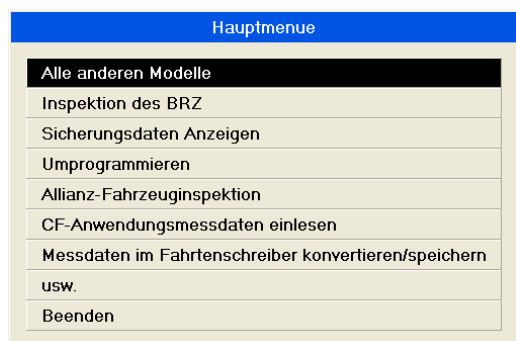 Hauptmenue
Alle anderen Modelle
Inspektion des BRZ
Sicherungsdaten Anzeigen
Umprogrammieren
Allianz-Fahrzeuginspektion
CF-Anwendungsmessdaten einlesen
Messdaten im Fahrtenschreiber konvertieren/speichern
usw.
Beenden